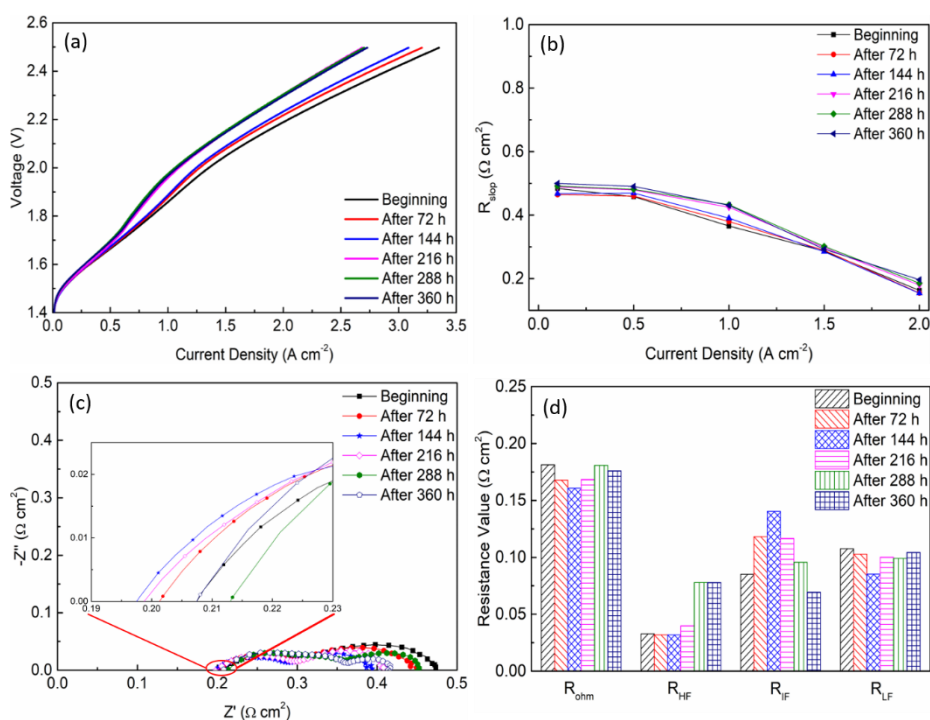 (a)
2.6
2.4
2.2
2.0
1.8
1.6
1.4
Voltage (V)
Beginning
After 72 h
After 144 h
After 216 h
After 288 h
After 360 h
0.0 0.5 1.0 1.5 2.0 2.5 3.0 3.5
Current Density (A cm-2)
(b)
1.0
0.8
0.6
0.4
0.2
Rslop (Ω cm2)
Beginning
After 72 h
After 144 h
After 216 h
After 288 h
After 360 h
0.0 0.5 1.0 1.5 2.0
Current Density (A cm-2)
(c)
0.5
0.4
0.3
0.2
0.1
0.0
-Z'' (Ω cm2)
Beginning
After 72 h
After 144 h
After 216 h
After 288 h
After 360 h
0.02
0.01
0.00
0.19 0.20 0.21 0.22 0.23
0.0 0.1 0.2 0.3 0.4 0.5
Z' (Ω cm2)
(d)
0.25
0.20
0.15
0.10
0.05
0.00
Resistance Value (Ω cm2)
Beginning
After 72 h
After 144 h
After 216 h
After 288 h
After 360 h
Rohm RHF RIF RLF